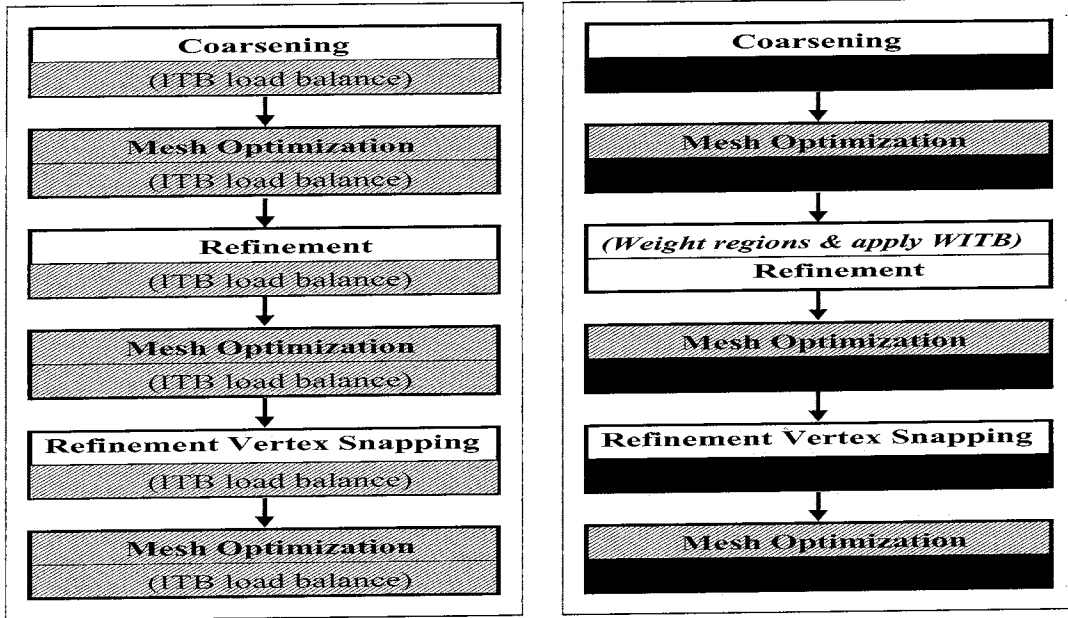 Coarsening
(ITB load balance)
Mesh Optimization
(ITB load balance)
Refinement
(ITB load balance)
Mesh Optimization
(ITB load balance)
Refinement Vertex Snapping
(ITB load balance)
Mesh Optimization
(ITB load balance)
Coarsening
Mesh Optimization
(Weight regions & apply WITB)
Refinement
Mesh Optimization
Refinement Vertex Snapping
Mesh Optimization